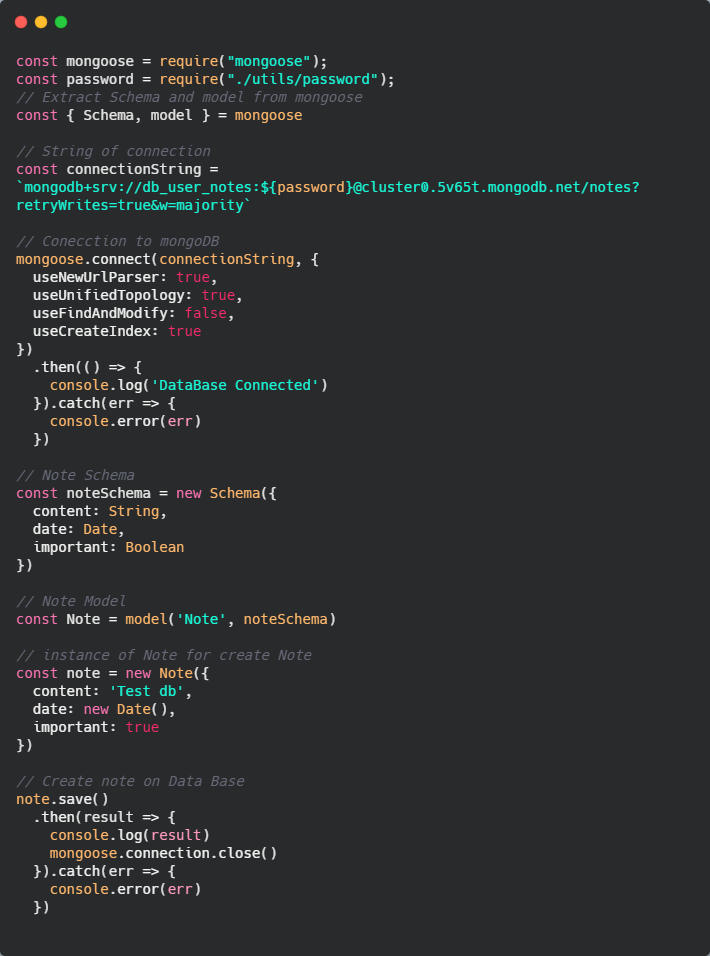 const mongoose = require("mongoose");
const password = require("./utils/password");
// Extract Schema and model from mongoose
const { Schema, model } = mongoose

// String of connection
const connectionString =
`mongodb+srv://db_user_notes:${password}@cluster0.5v65t.mongodb.net/notes?
retryWrites=true&w=majority`

// Conecction to mongoDB
mongoose.connect(connectionString, {
  useNewUrlParser: true,
  useUnifiedTopology: true,
  useFindAndModify: false,
  useCreateIndex: true
})
  .then(() => {
    console.log('DataBase Connected')
  }).catch(err => {
    console.error(err)
  })

// Note Schema
const noteSchema = new Schema({
  content: String,
  date: Date,
  important: Boolean
})

// Note Model
const Note = model('Note', noteSchema)

// instance of Note for create Note
const note = new Note({
  content: 'Test db',
  date: new Date(),
  important: true
})

// Create note on Data Base
note.save()
  .then(result => {
    console.log(result)
    mongoose.connection.close()
  }).catch(err => {
    console.error(err)
  })